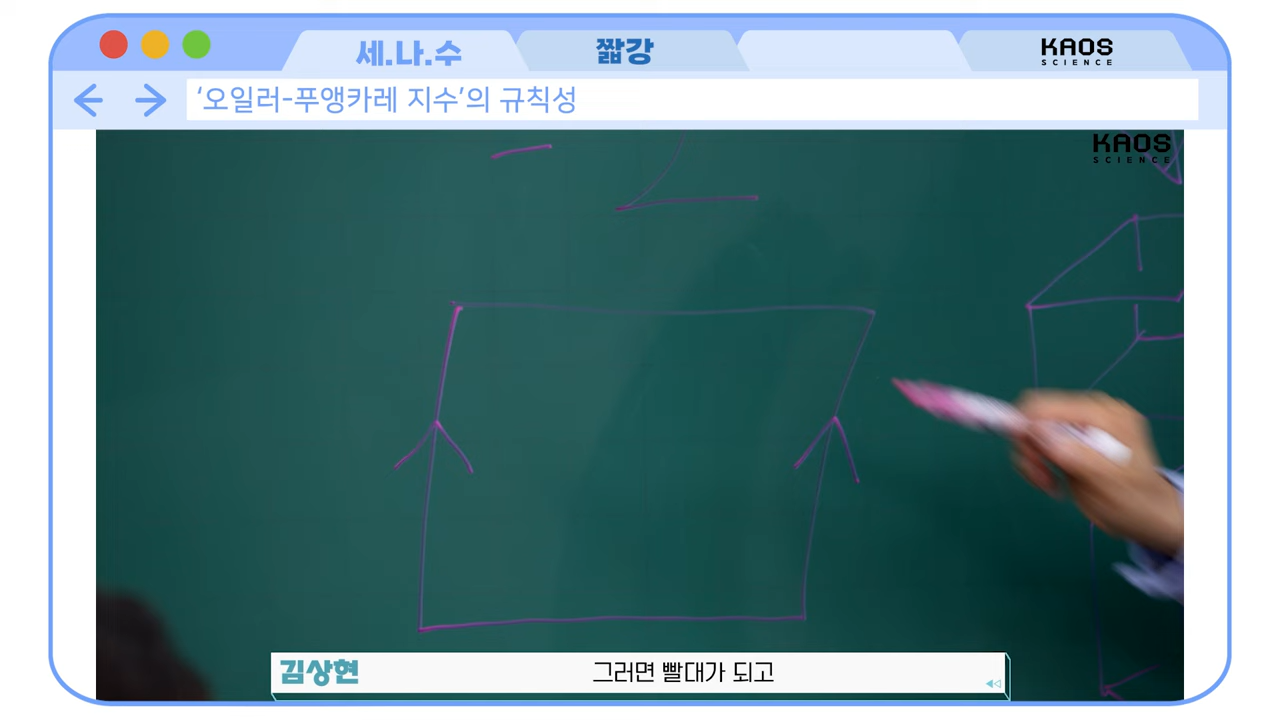 세.나.수
짧강
KAOS
SCIENCE
‘오일러-푸앵카레 지수’의 규칙성
KAOS
SCIENCE
김상현
그러면 빨대가 되고